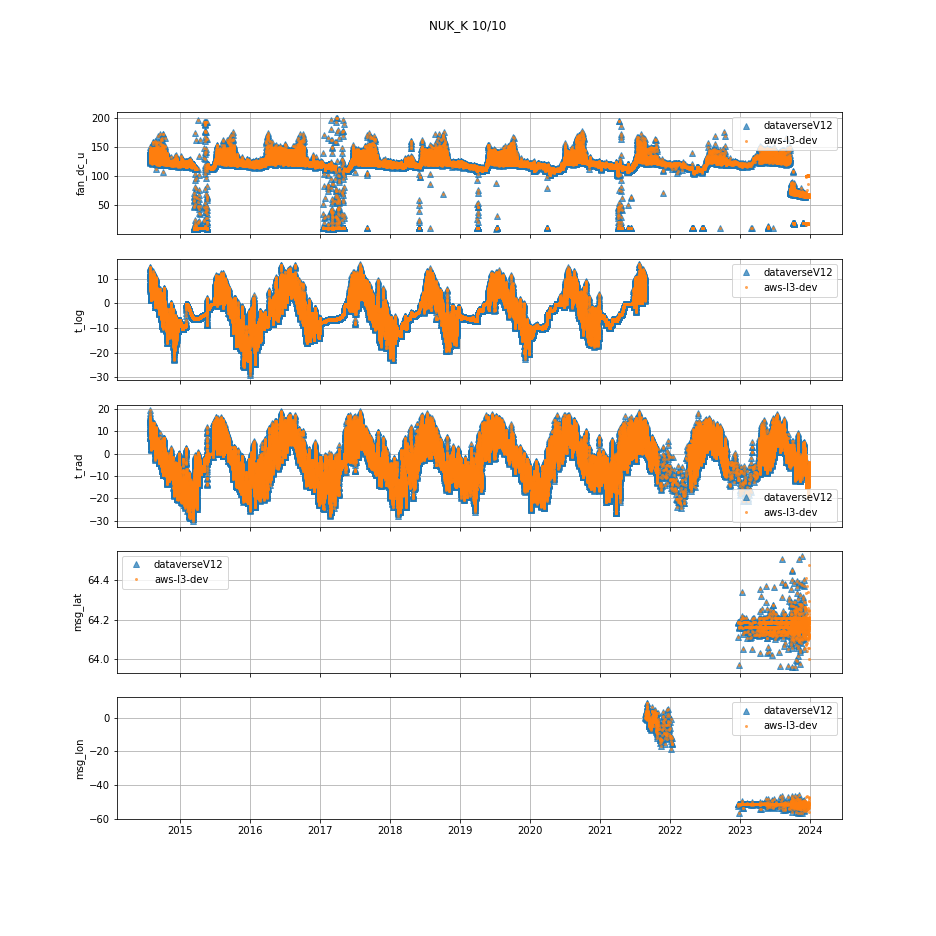 NUK_K 10/10
200
150
100
50
fan_dc_u
dataverseV12
aws-l3-dev
10
0
−10
−20
−30
t_log
dataverseV12
aws-l3-dev
20
10
0
−10
−20
−30
t_rad
dataverseV12
aws-l3-dev
64.4
64.2
64.0
msg_lat
dataverseV12
aws-l3-dev
0
−20
−40
−60
msg_lon
dataverseV12
aws-l3-dev
2015 2016 2017 2018 2019 2020 2021 2022 2023 2024